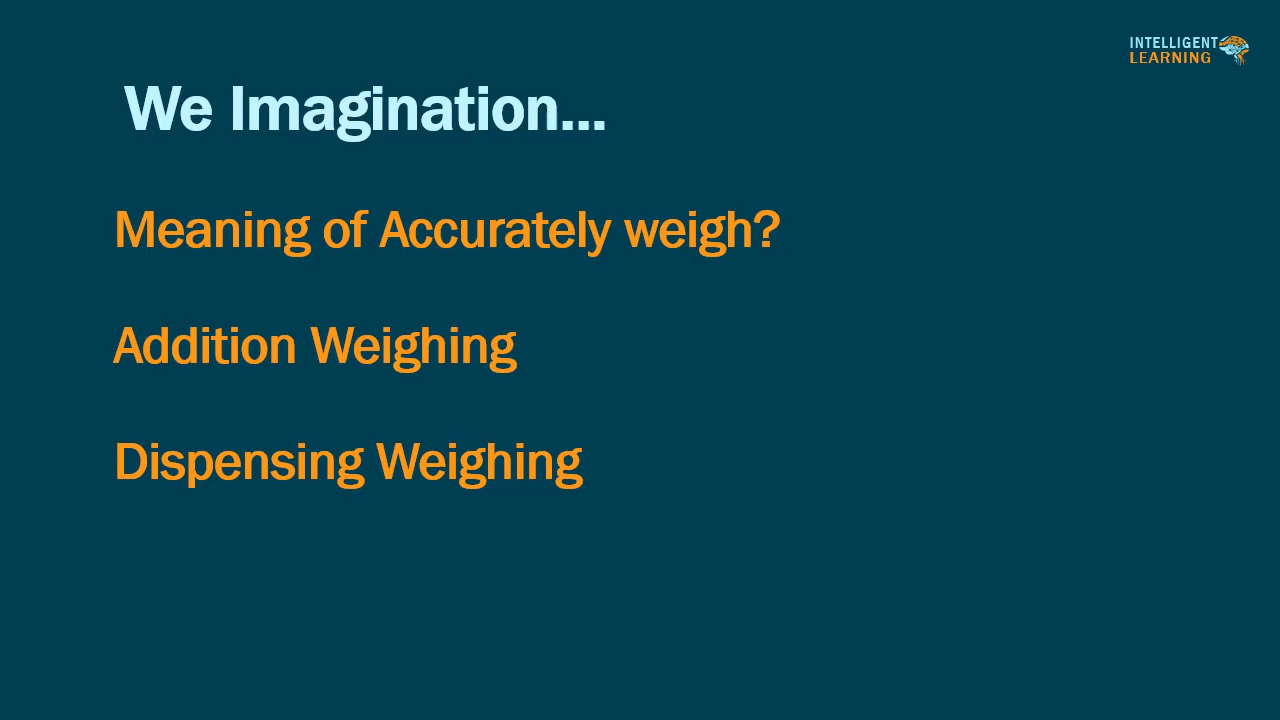 INTELLIGENT
LEARNING
We Imagination...
Meaning of Accurately weigh?
Addition Weighing
Dispensing Weighing